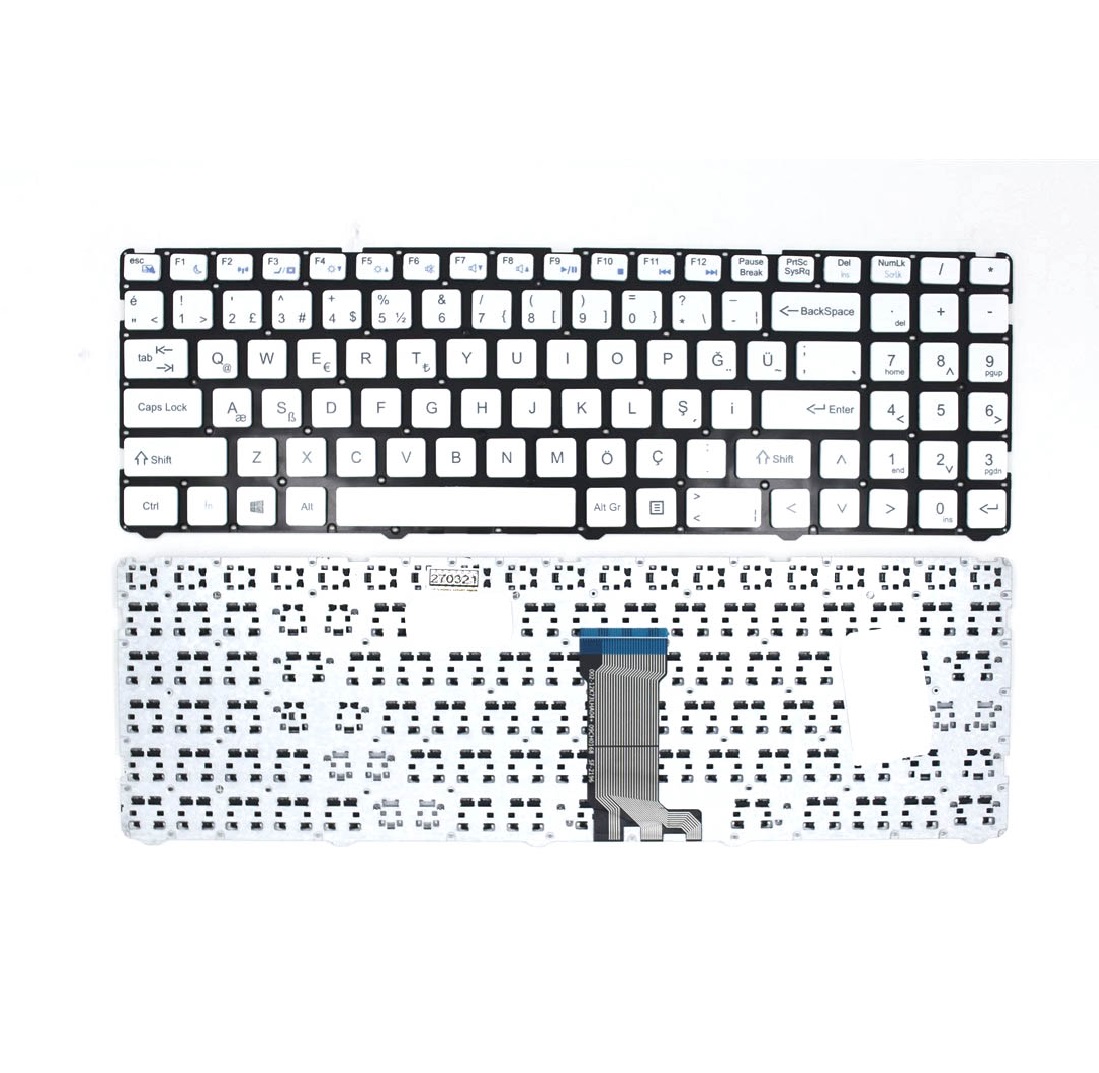 esc F1 F2 F3 F4 F5 F6 F7 F8 F9 F10 F11 F12 Pause PrtSc Del NumLk / *
Break SysRq Ins Scrlk
é ! ' ^ + % & / ( ) = ? _
" < 1 > 2 £ 3 # 4 $ 5 ½ 6 7 { 8 [ 9 ] 0 } * \ - ¦ BackSpace . + -
del
tab Q W E R T Y U I O P Ğ Ü ; 7 8 9
@ € ₺ ¨ ~ , ` home pgup
Caps Lock A S D F G H J K L Ş İ Enter 4 5 6
æ ß ´
Shift Z X C V B N M Ö Ç : Shift 1 2 3
. end pgdn
Ctrl fn Alt Alt Gr > 0
< ¦ ins
270321
SF-2196